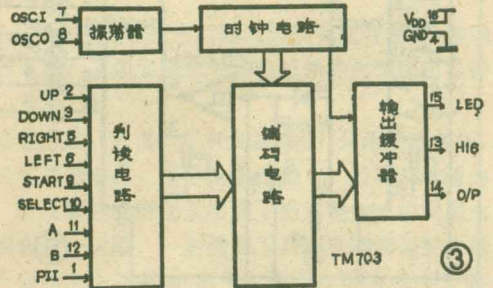 OSCI 7
OSCO 8
振荡器
时钟电路
VDD 16
GND 4
UP 2
DOWN 3
RIGHT 5
LEFT 6
START 9
SELECT 10
A 11
B 12
PII 1
判读电路
编码电路
输出缓冲器
15 LED
13 H16
14 O/P
TM703
③